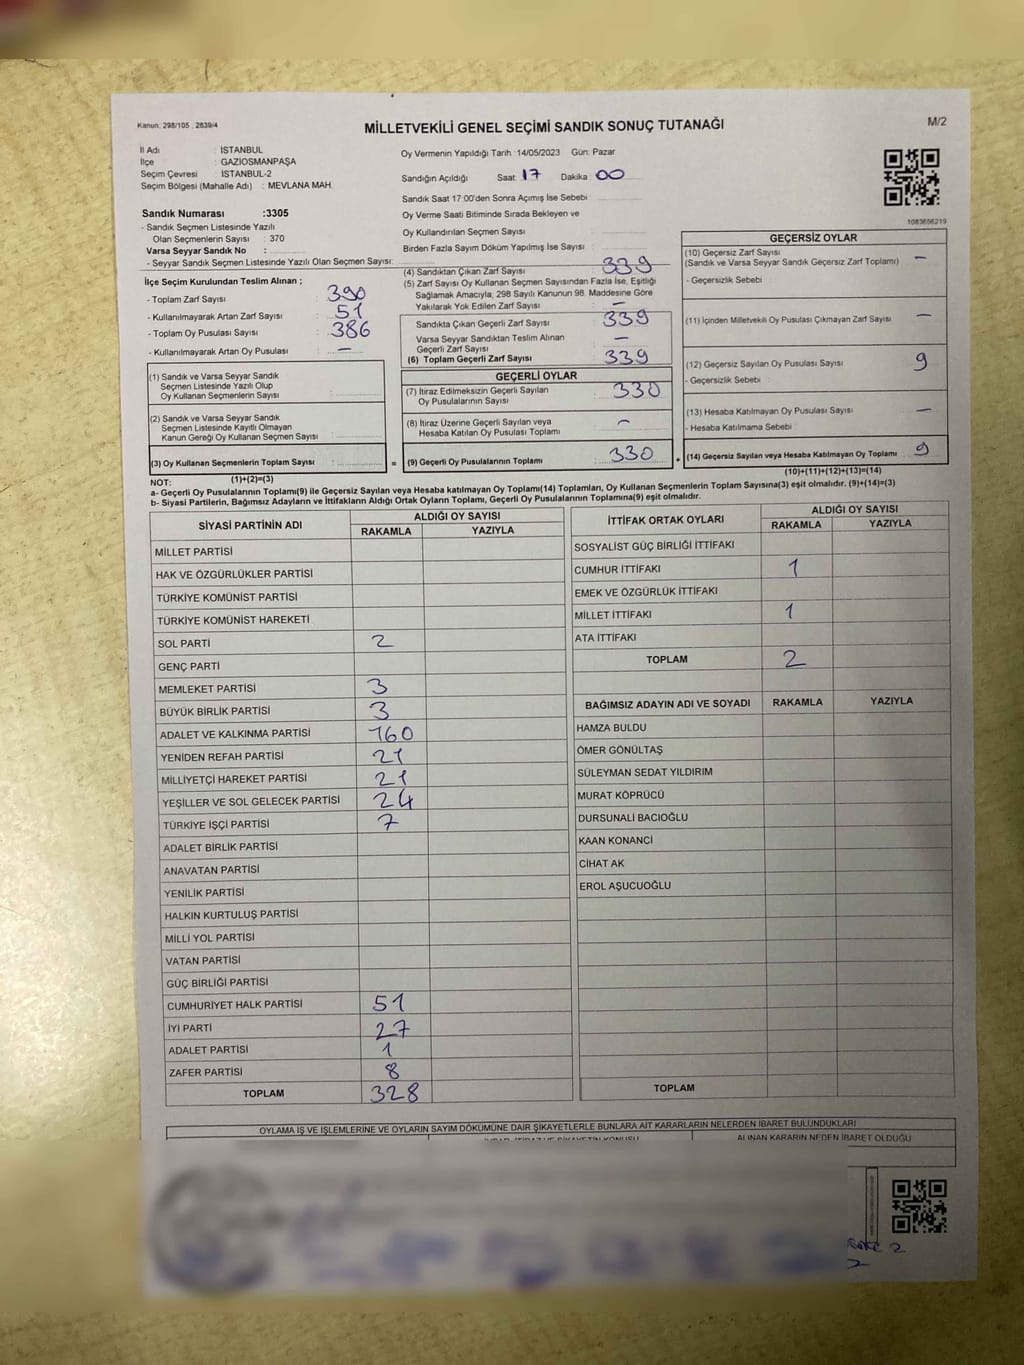 Kanun. 298/105 , 2839/4
MİLLETVEKİLİ GENEL SEÇİMİ SANDIK SONUÇ TUTANAĞI
M/2
İl Adı : İSTANBUL
İlçe : GAZİOSMANPAŞA
Seçim Çevresi : İSTANBUL-2
Seçim Bölgesi (Mahalle Adı) : MEVLANA MAH.
Oy Vermenin Yapıldığı Tarih :14/05/2023 Gün: Pazar
Sandığın Açıldığı Saat: 17 Dakika: 00
Sandık Saat 17:00'den Sonra Açımış İse Sebebi :
Oy Verme Saati Bitiminde Sırada Bekleyen ve
Oy Kullandırılan Seçmen Sayısı
Birden Fazla Sayım Döküm Yapılmış İse Sayısı :
1083656219
Sandık Numarası :3305
- Sandık Seçmen Listesinde Yazılı
Olan Seçmenlerin Sayısı : 370
Varsa Seyyar Sandık No :
- Seyyar Sandık Seçmen Listesinde Yazılı Olan Seçmen Sayısı:
İlçe Seçim Kurulundan Teslim Alınan ;
- Toplam Zarf Sayısı : 390
- Kullanılmayarak Artan Zarf Sayısı : 51
- Toplam Oy Pusulası Sayısı : 386
- Kullanılmayarak Artan Oy Pusulası : —
(4) Sandıktan Çıkan Zarf Sayısı 339
(5) Zarf Sayısı Oy Kullanan Seçmen Sayısından Fazla İse, Eşitliği
Sağlamak Amacıyla, 298 Sayılı Kanunun 98. Maddesine Göre
Yakılarak Yok Edilen Zarf Sayısı : —
Sandıkta Çıkan Geçerli Zarf Sayısı : 339
Varsa Seyyar Sandıktan Teslim Alınan
Geçerli Zarf Sayısı : —
(6) Toplam Geçerli Zarf Sayısı : 339
GEÇERSİZ OYLAR
(10) Geçersiz Zarf Sayısı
(Sandık ve Varsa Seyyar Sandık Geçersiz Zarf Toplamı) : —
- Geçersizlik Sebebi :
(11) İçinden Milletvekili Oy Pusulası Çıkmayan Zarf Sayısı : —
(12) Geçersiz Sayılan Oy Pusulası Sayısı : 9
- Geçersizlik Sebebi :
(13) Hesaba Katılmayan Oy Pusulası Sayısı : —
- Hesaba Katılmama Sebebi :
(14) Geçersiz Sayılan veya Hesaba Katılmayan Oy Toplamı : 9
(10)+(11)+(12)+(13)=(14)
(1) Sandık ve Varsa Seyyar Sandık
Seçmen Listesinde Yazılı Olup
Oy Kullanan Seçmenlerin Sayısı :
(2) Sandık ve Varsa Seyyar Sandık
Seçmen Listesinde Kayıtlı Olmayan
Kanun Gereği Oy Kullanan Seçmen Sayısı :
(3) Oy Kullanan Seçmenlerin Toplam Sayısı :
(1)+(2)=(3)
GEÇERLİ OYLAR
(7) İtiraz Edilmeksizin Geçerli Sayılan
Oy Pusulalarının Sayısı : 330
(8) İtiraz Üzerine Geçerli Sayılan veya
Hesaba Katılan Oy Pusulası Toplamı : —
(9) Geçerli Oy Pusulalarının Toplamı : 330
NOT:
a- Geçerli Oy Pusulalarının Toplamı(9) ile Geçersiz Sayılan veya Hesaba katılmayan Oy Toplamı(14) Toplamları, Oy Kullanan Seçmenlerin Toplam Sayısına(3) eşit olmalıdır. (9)+(14)=(3)
b- Siyasi Partilerin, Bağımsız Adayların ve İttifakların Aldığı Ortak Oyların Toplamı, Geçerli Oy Pusulalarının Toplamına(9) eşit olmalıdır.
SİYASİ PARTİNİN ADI ALDIĞI OY SAYISI
RAKAMLA YAZIYLA
MİLLET PARTİSİ
HAK VE ÖZGÜRLÜKLER PARTİSİ
TÜRKİYE KOMÜNİST PARTİSİ
TÜRKİYE KOMÜNİST HAREKETİ
SOL PARTİ 2
GENÇ PARTİ
MEMLEKET PARTİSİ 3
BÜYÜK BİRLİK PARTİSİ 3
ADALET VE KALKINMA PARTİSİ 160
YENİDEN REFAH PARTİSİ 21
MİLLİYETÇİ HAREKET PARTİSİ 21
YEŞİLLER VE SOL GELECEK PARTİSİ 24
TÜRKİYE İŞÇİ PARTİSİ 7
ADALET BİRLİK PARTİSİ
ANAVATAN PARTİSİ
YENİLİK PARTİSİ
HALKIN KURTULUŞ PARTİSİ
MİLLİ YOL PARTİSİ
VATAN PARTİSİ
GÜÇ BİRLİĞİ PARTİSİ
CUMHURİYET HALK PARTİSİ 51
İYİ PARTİ 27
ADALET PARTİSİ 1
ZAFER PARTİSİ 8
TOPLAM 328
İTTİFAK ORTAK OYLARI ALDIĞI OY SAYISI
RAKAMLA YAZIYLA
SOSYALİST GÜÇ BİRLİĞİ İTTİFAKI
CUMHUR İTTİFAKI 1
EMEK VE ÖZGÜRLÜK İTTİFAKI
MİLLET İTTİFAKI 1
ATA İTTİFAKI
TOPLAM 2
BAĞIMSIZ ADAYIN ADI VE SOYADI RAKAMLA YAZIYLA
HAMZA BULDU
ÖMER GÖNÜLTAŞ
SÜLEYMAN SEDAT YILDIRIM
MURAT KÖPRÜCÜ
DURSUNALİ BACIOĞLU
KAAN KONANCİ
CİHAT AK
EROL AŞUCUOĞLU
TOPLAM
OYLAMA İŞ VE İŞLEMLERİNE VE OYLARIN SAYIM DÖKÜMÜNE DAİR ŞİKAYETLERLE BUNLARA AİT KARARLARIN NELERDEN İBARET BULUNDUKLARI
ALINAN KARARIN NEDEN İBARET OLDUĞU
2
2